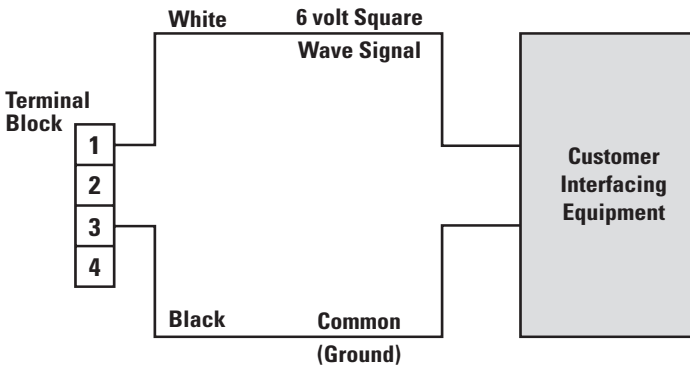 White
6 volt Square
Wave Signal
Terminal
Block
1
2
3
4
Customer
Interfacing
Equipment
Black
Common
(Ground)